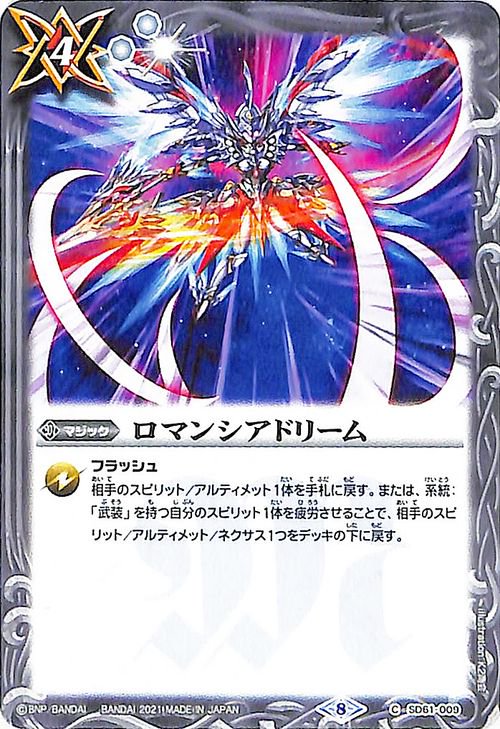 4
マジック ロマンシアドリーム
フラッシュ
相手のスピリット/アルティメット1体を手札に戻す。または、系統:
「武装」を持つ自分のスピリット1体を疲労させることで、相手のスピ
リット/アルティメット/ネクサス1つをデッキの下に戻す。
illustration:K2商会
©BNP/BANDAI BANDAI 2021 MADE IN JAPAN
8
C SD61-009